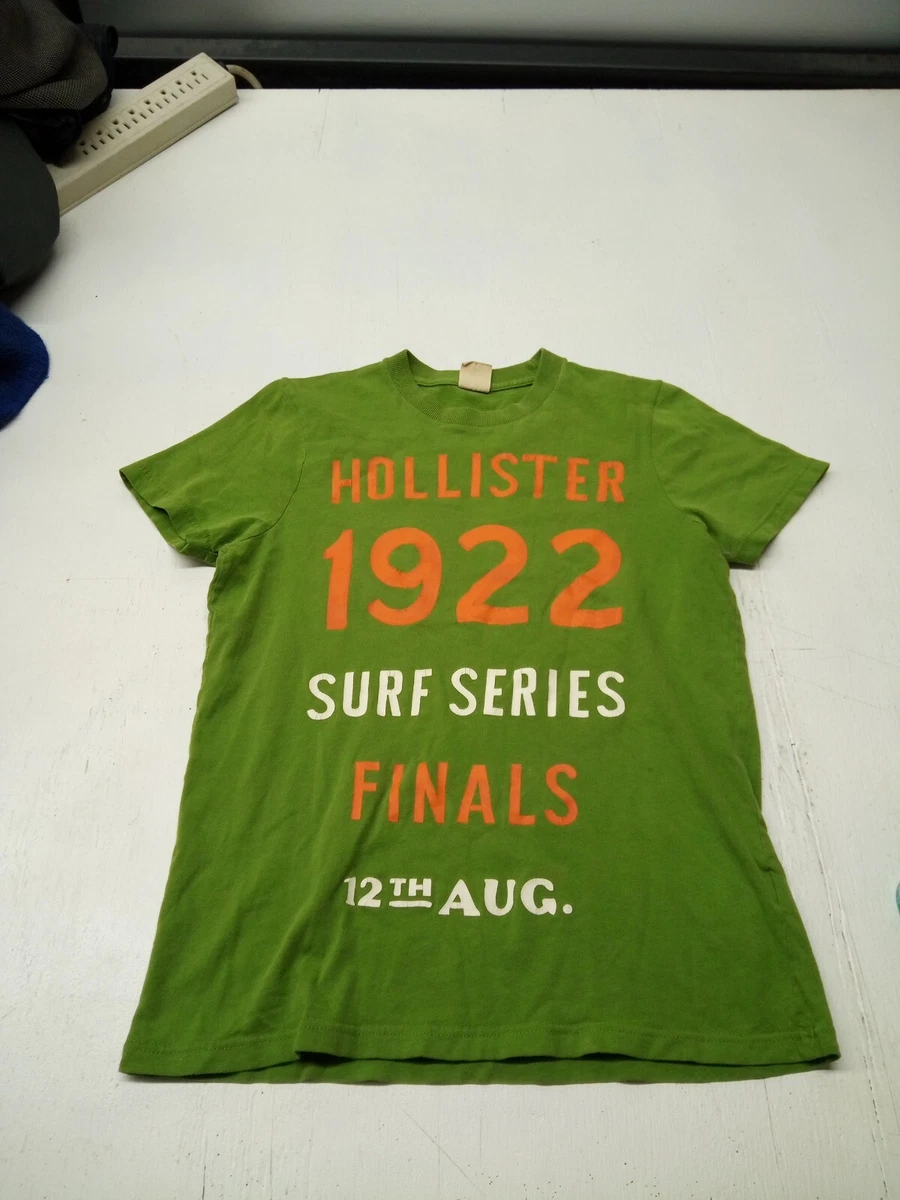 HOLLISTER
1922
SURF SERIES
FINALS
12TH AUG.